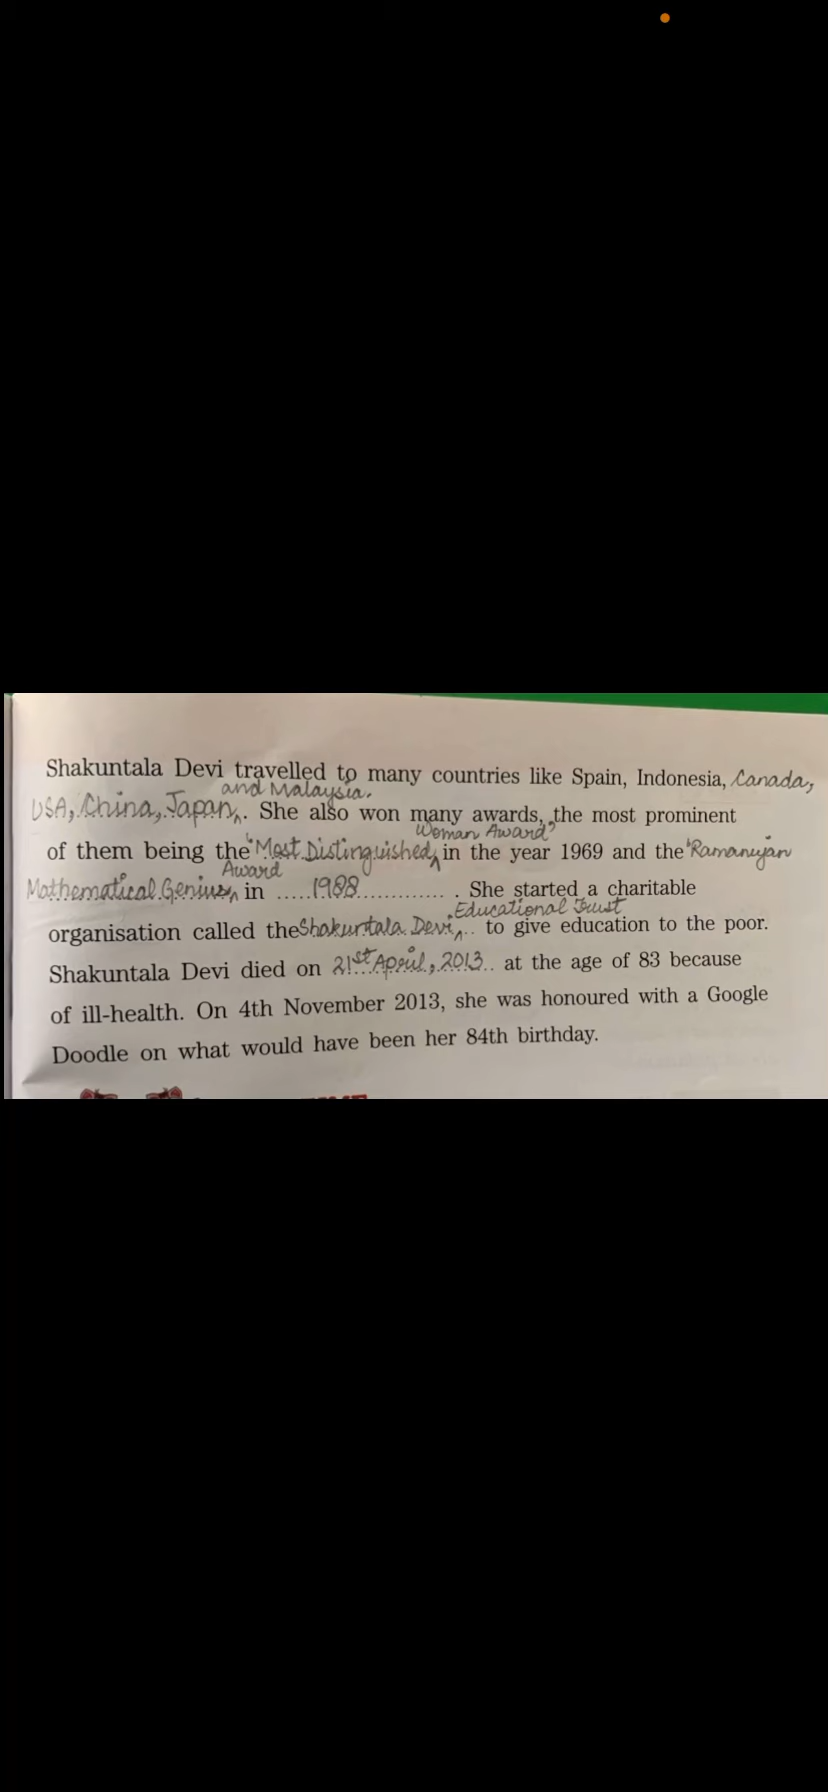 Shakuntala Devi travelled to many countries like Spain, Indonesia, Canada,
and Malaysia.
USA, China, Japan ^. She also won many awards, the most prominent
Woman Award'
of them being the 'Most Distinguished ^ in the year 1969 and the 'Ramanujan
Award
Mathematical Genius' ^ in .....1988.............. . She started a charitable
Educational Trust
organisation called the Shakuntala Devi ^.. to give education to the poor.
Shakuntala Devi died on 21st April, 2013.. at the age of 83 because
of ill-health. On 4th November 2013, she was honoured with a Google
Doodle on what would have been her 84th birthday.